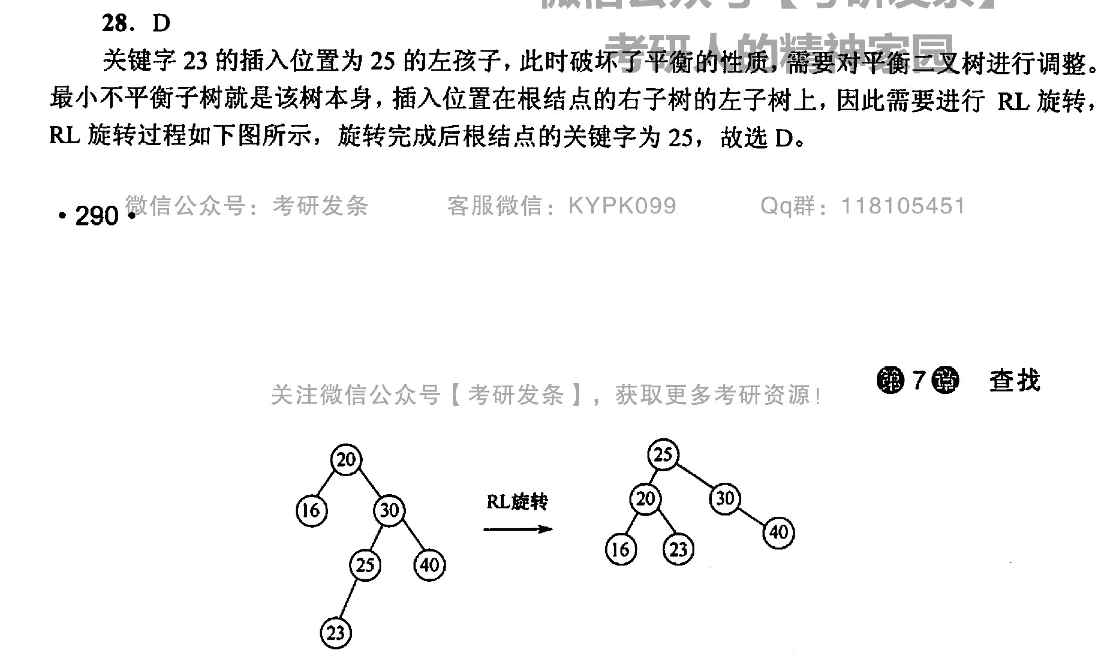 微信公众号【考研发条】
28. D
考研人的精神家园
关键字 23 的插入位置为 25 的左孩子，此时破坏了平衡的性质，需要对平衡二叉树进行调整。
最小不平衡子树就是该树本身，插入位置在根结点的右子树的左子树上，因此需要进行 RL 旋转，
RL 旋转过程如下图所示，旋转完成后根结点的关键字为 25，故选 D。
·290· 微信公众号：考研发条 客服微信：KYPK099 Qq群：118105451
第7章 查找
关注微信公众号【考研发条】，获取更多考研资源！
20 25
RL旋转
16 30 20 30
25 40 16 23 40
23